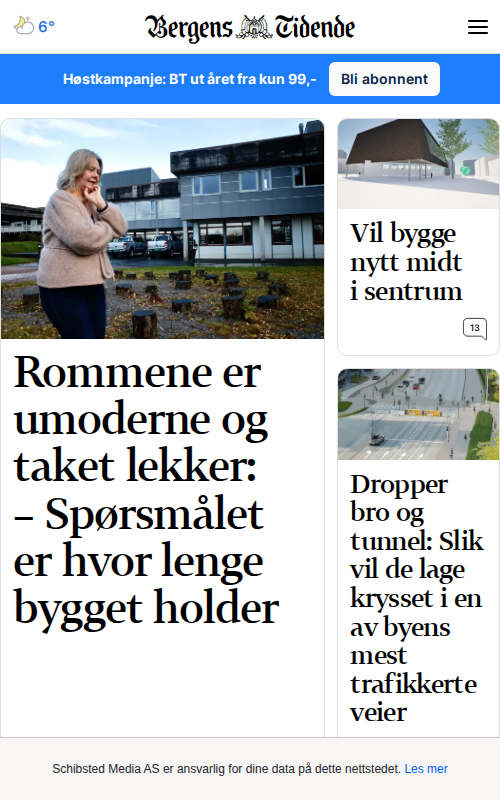 6°
Bergens Tidende
Høstkampanje: BT ut året fra kun 99,-
Bli abonnent
Rommene er
umoderne og
taket lekker:
– Spørsmålet
er hvor lenge
bygget holder
Vil bygge
nytt midt
i sentrum
13
Dropper
bro og
tunnel: Slik
vil de lage
krysset i en
av byens
mest
trafikkerte
veier
Schibsted Media AS er ansvarlig for dine data på dette nettstedet. Les mer